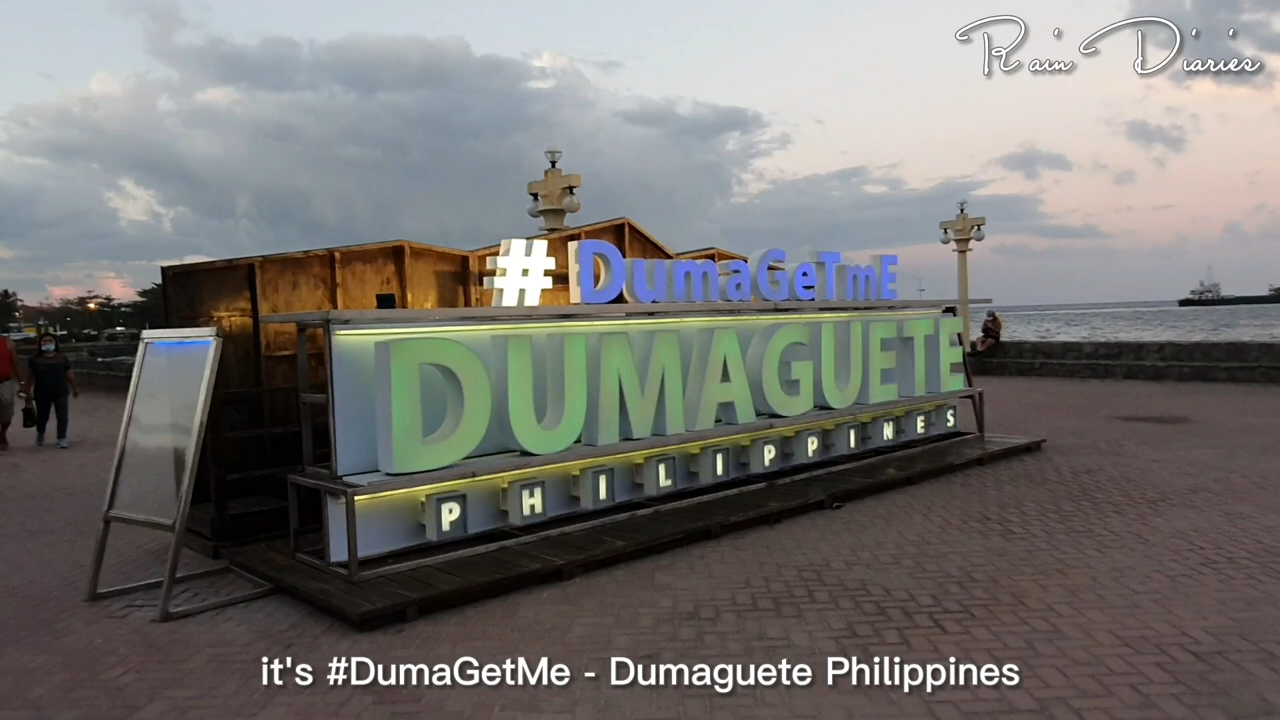 Rain Diaries
#DumaGeTmE
DUMAGUETE
PHILIPPINES
it's #DumaGetMe - Dumaguete Philippines